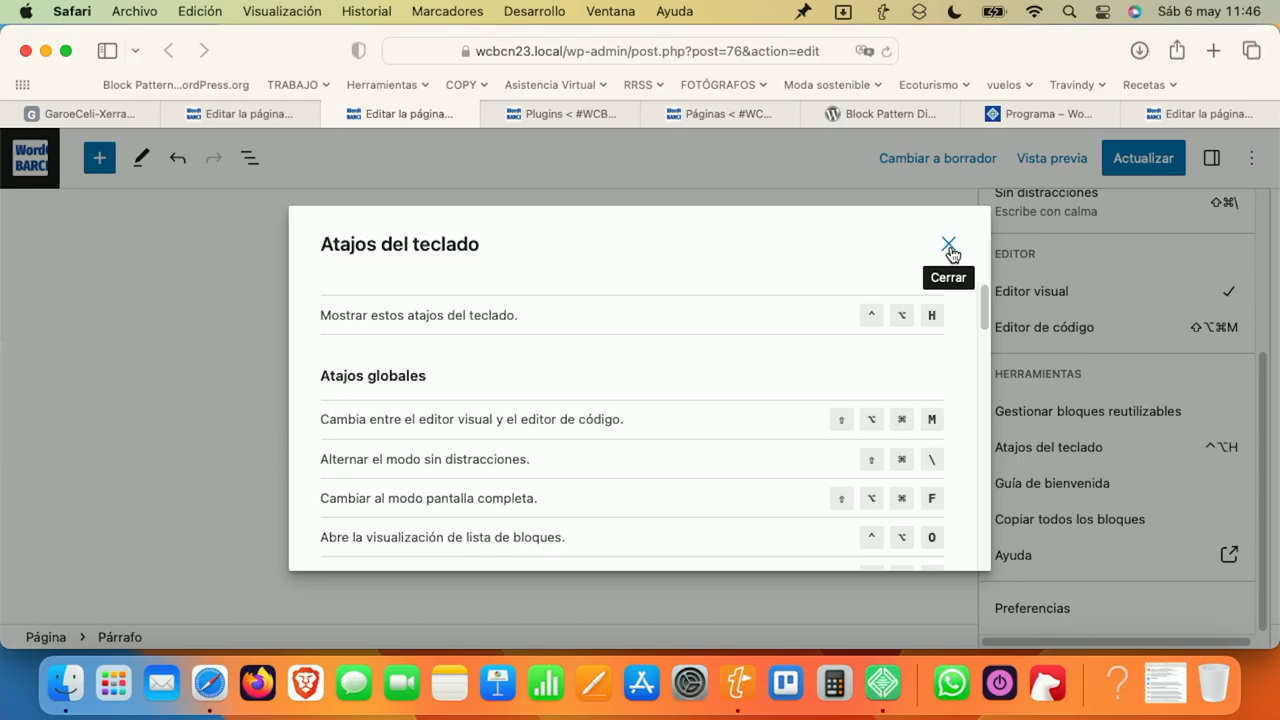 Safari Archivo Edición Visualización Historial Marcadores Desarrollo Ventana Ayuda Sáb 6 may 11:46
wcbcn23.local/wp-admin/post.php?post=76&action=edit
Block Pattern...ordPress.org TRABAJO Herramientas COPY Asistencia Virtual RRSS FOTÓGRAFOS Moda sostenible Ecoturismo vuelos Travindy Recetas
G GaroeCeli-Xerra... Editar la página... Editar la página... Plugins < #WCB... Páginas < #WC... Block Pattern Di... Programa – Wo... Editar la página...
Word
BARCI
Cambiar a borrador Vista previa Actualizar
Sin distracciones ⇧⌘\
Escribe con calma
EDITOR
Editor visual ✓
Editor de código ⇧⌥⌘M
HERRAMIENTAS
Gestionar bloques reutilizables
Atajos del teclado ^⌥H
Guía de bienvenida
Copiar todos los bloques
Ayuda
Preferencias
Atajos del teclado
Cerrar
Mostrar estos atajos del teclado. ^ ⌥ H
Atajos globales
Cambia entre el editor visual y el editor de código. ⇧ ⌥ ⌘ M
Alternar el modo sin distracciones. ⇧ ⌘ \
Cambiar al modo pantalla completa. ⇧ ⌥ ⌘ F
Abre la visualización de lista de bloques. ^ ⌥ O
Página > Párrafo